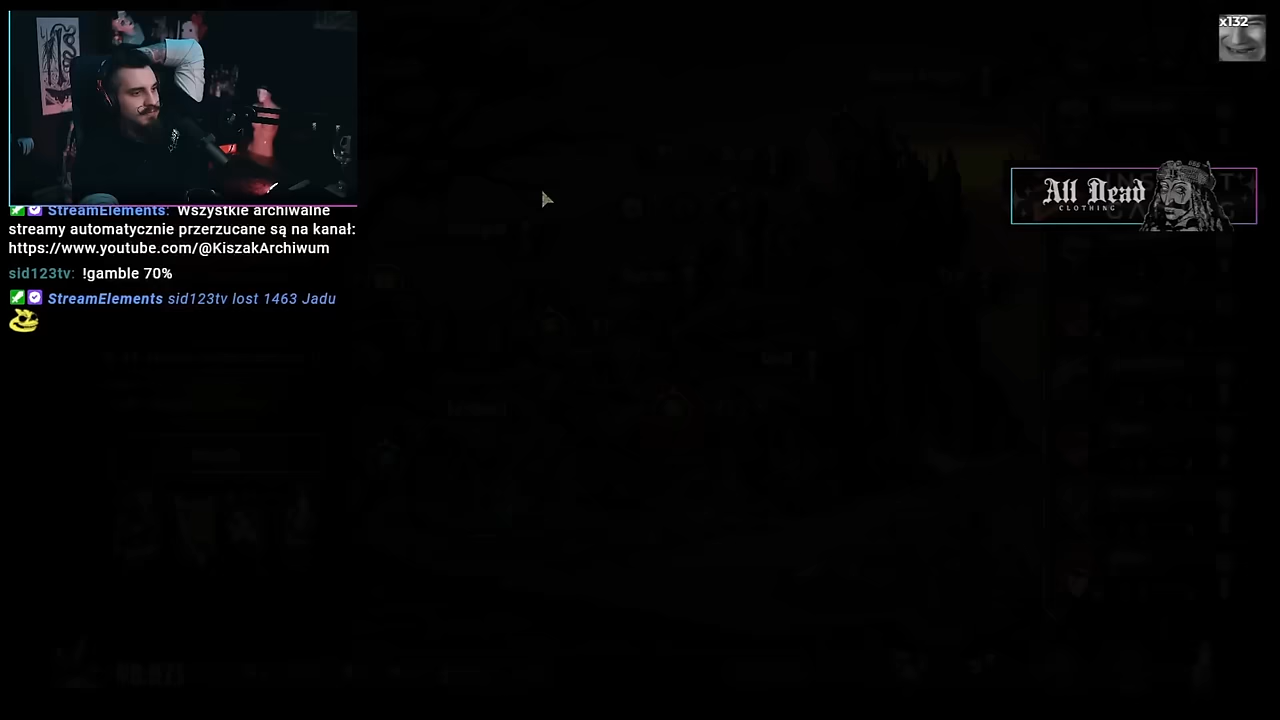 x132
All Dead
CLOTHING
StreamElements: Wszystkie archiwalne
streamy automatycznie przerzucane są na kanał:
https://www.youtube.com/@KiszakArchiwum
sid123tv: !gamble 70%
StreamElements sid123tv lost 1463 Jadu